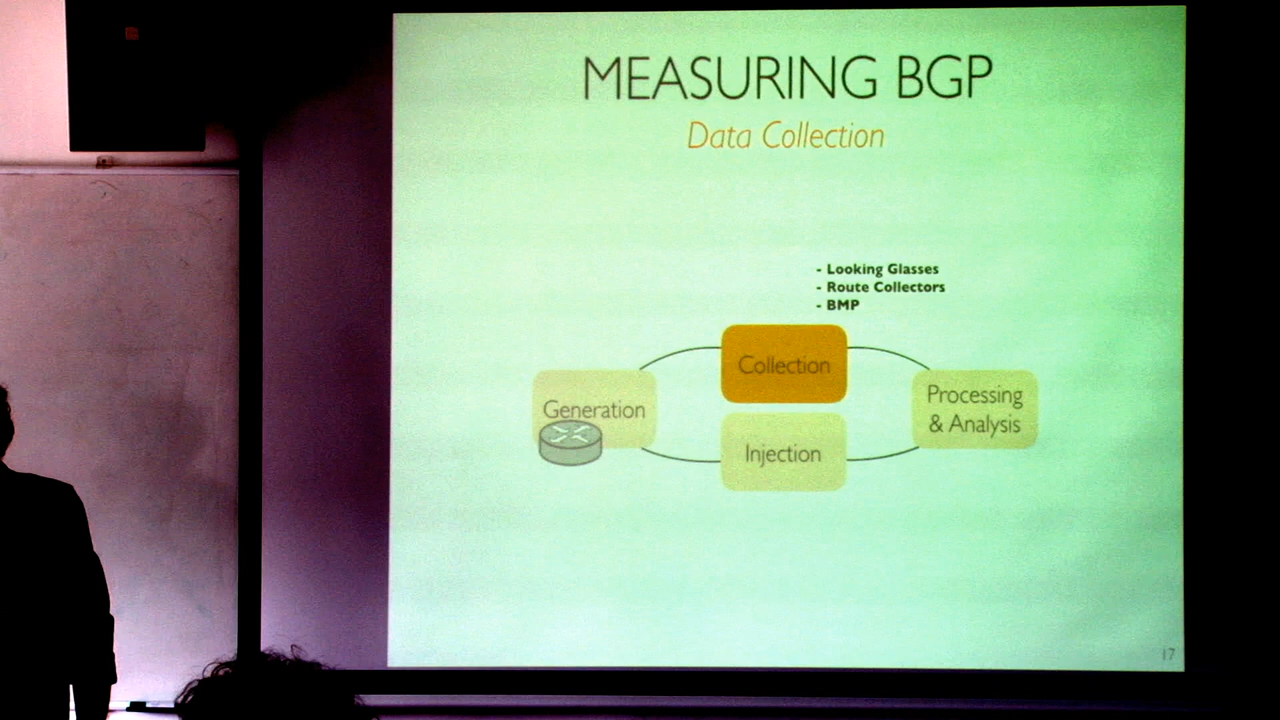 MEASURING BGP
Data Collection
- Looking Glasses
- Route Collectors
- BMP
Collection
Generation
Processing
& Analysis
Injection
17